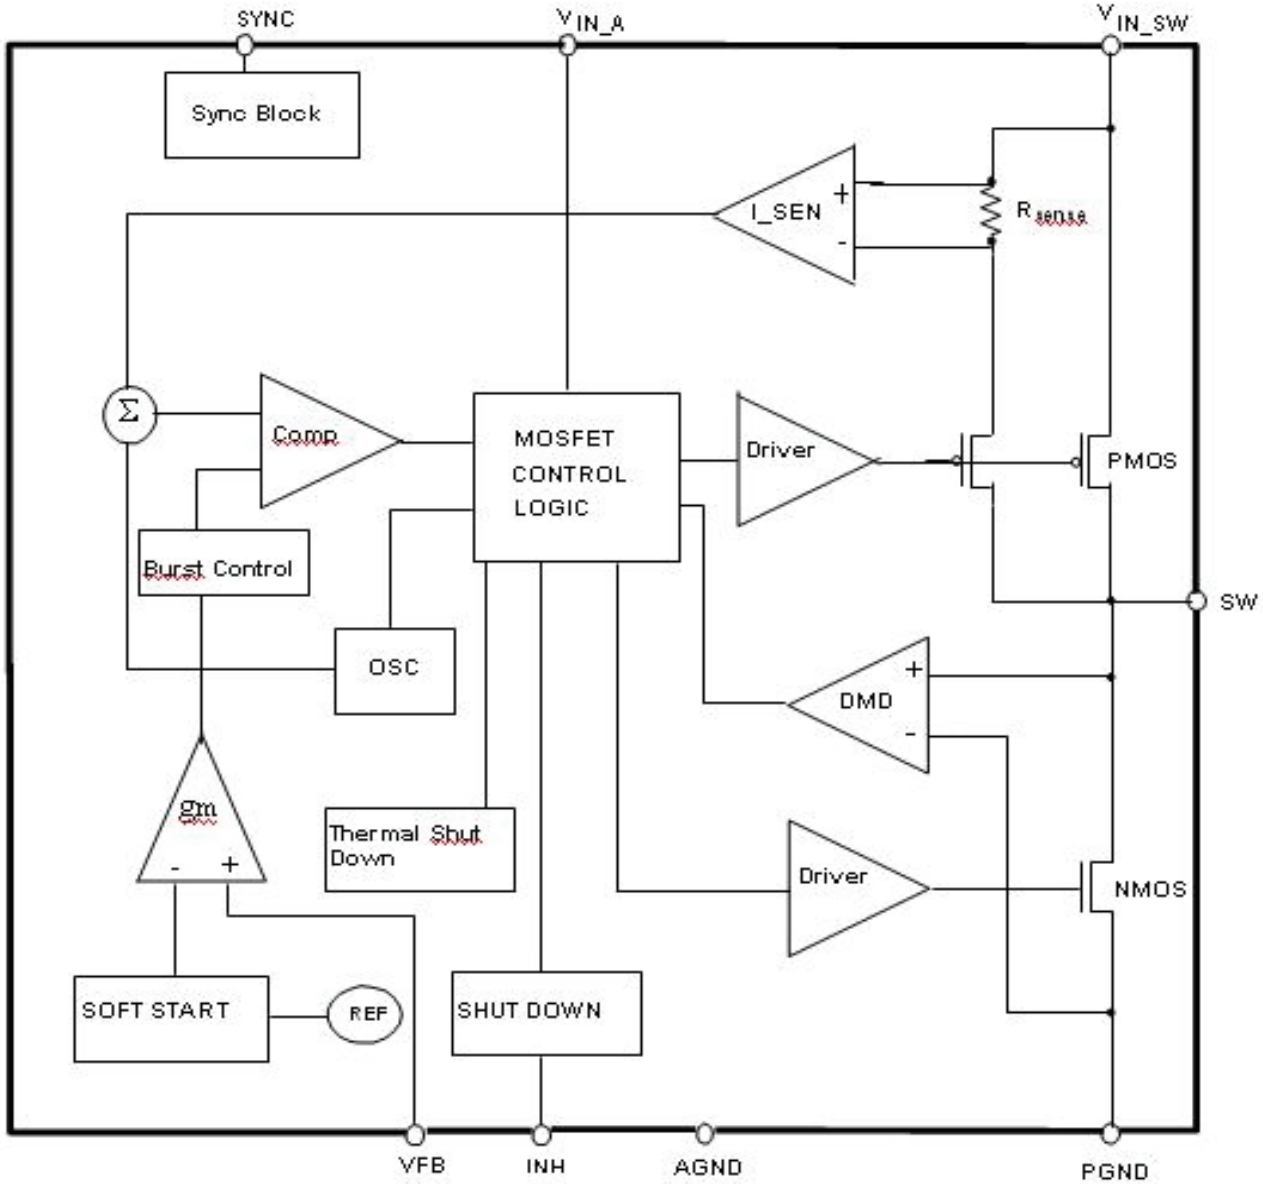 SYNC
VIN_A
VIN_SW
Sync Block
I_SEN
+
-
Rsense
Σ
Comp
MOSFET
CONTROL
LOGIC
Driver
PMOS
Burst Control
SW
OSC
DMD
+
-
gm
-
+
Thermal Shut
Down
Driver
NMOS
SOFT START
REF
SHUT DOWN
VFB
INH
AGND
PGND